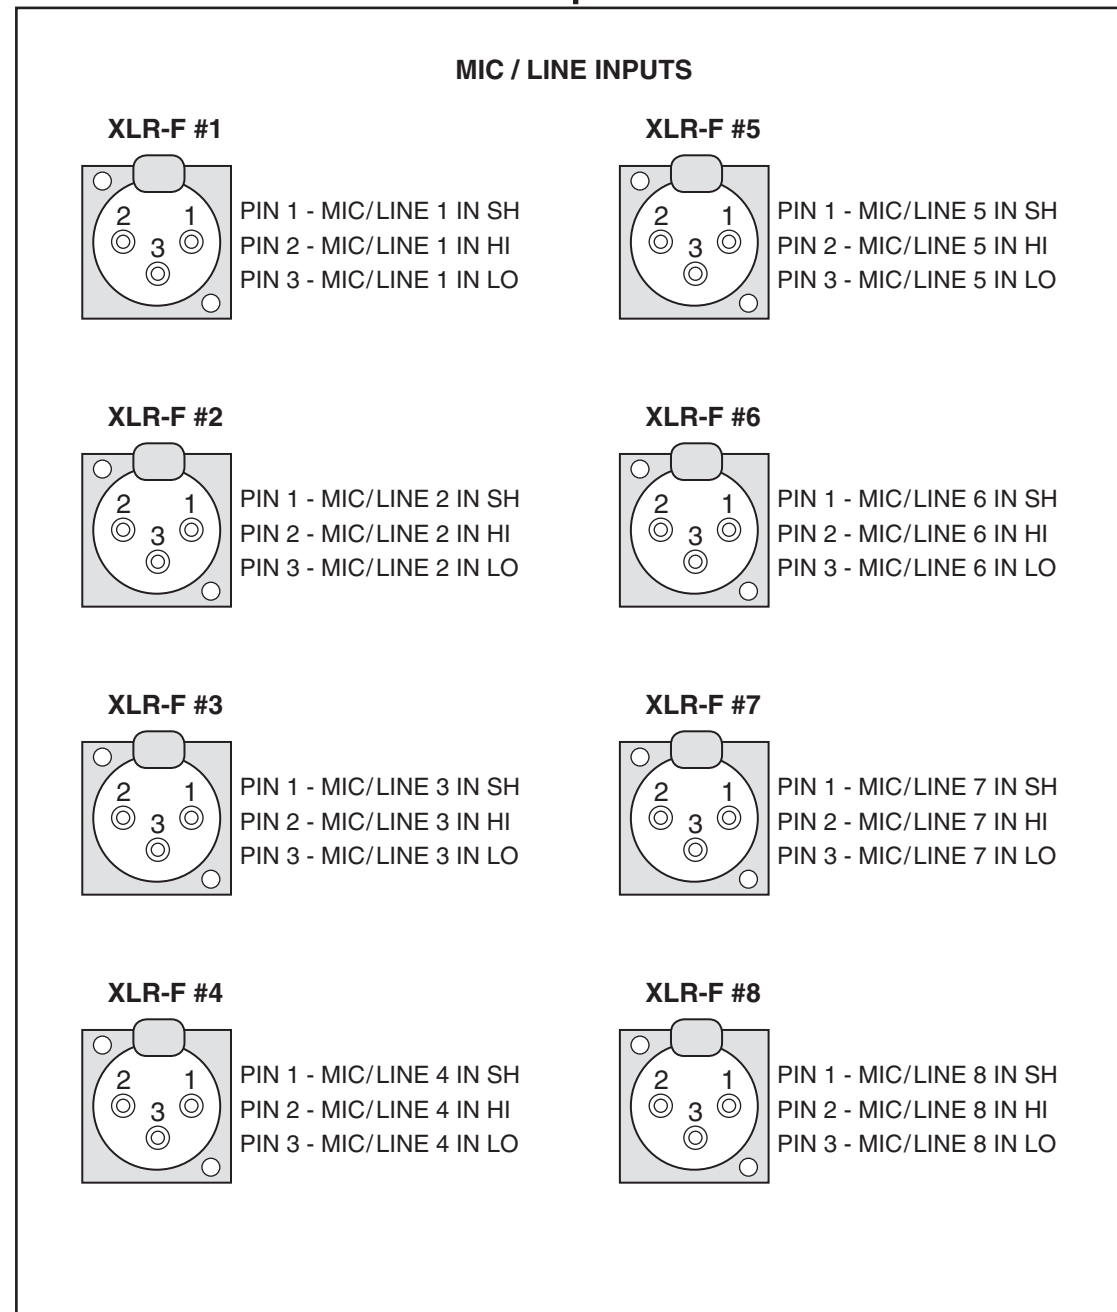 MIC / LINE INPUTS
XLR-F #1
2 1
3
PIN 1 - MIC/LINE 1 IN SH
PIN 2 - MIC/LINE 1 IN HI
PIN 3 - MIC/LINE 1 IN LO
XLR-F #2
2 1
3
PIN 1 - MIC/LINE 2 IN SH
PIN 2 - MIC/LINE 2 IN HI
PIN 3 - MIC/LINE 2 IN LO
XLR-F #3
2 1
3
PIN 1 - MIC/LINE 3 IN SH
PIN 2 - MIC/LINE 3 IN HI
PIN 3 - MIC/LINE 3 IN LO
XLR-F #4
2 1
3
PIN 1 - MIC/LINE 4 IN SH
PIN 2 - MIC/LINE 4 IN HI
PIN 3 - MIC/LINE 4 IN LO
XLR-F #5
2 1
3
PIN 1 - MIC/LINE 5 IN SH
PIN 2 - MIC/LINE 5 IN HI
PIN 3 - MIC/LINE 5 IN LO
XLR-F #6
2 1
3
PIN 1 - MIC/LINE 6 IN SH
PIN 2 - MIC/LINE 6 IN HI
PIN 3 - MIC/LINE 6 IN LO
XLR-F #7
2 1
3
PIN 1 - MIC/LINE 7 IN SH
PIN 2 - MIC/LINE 7 IN HI
PIN 3 - MIC/LINE 7 IN LO
XLR-F #8
2 1
3
PIN 1 - MIC/LINE 8 IN SH
PIN 2 - MIC/LINE 8 IN HI
PIN 3 - MIC/LINE 8 IN LO